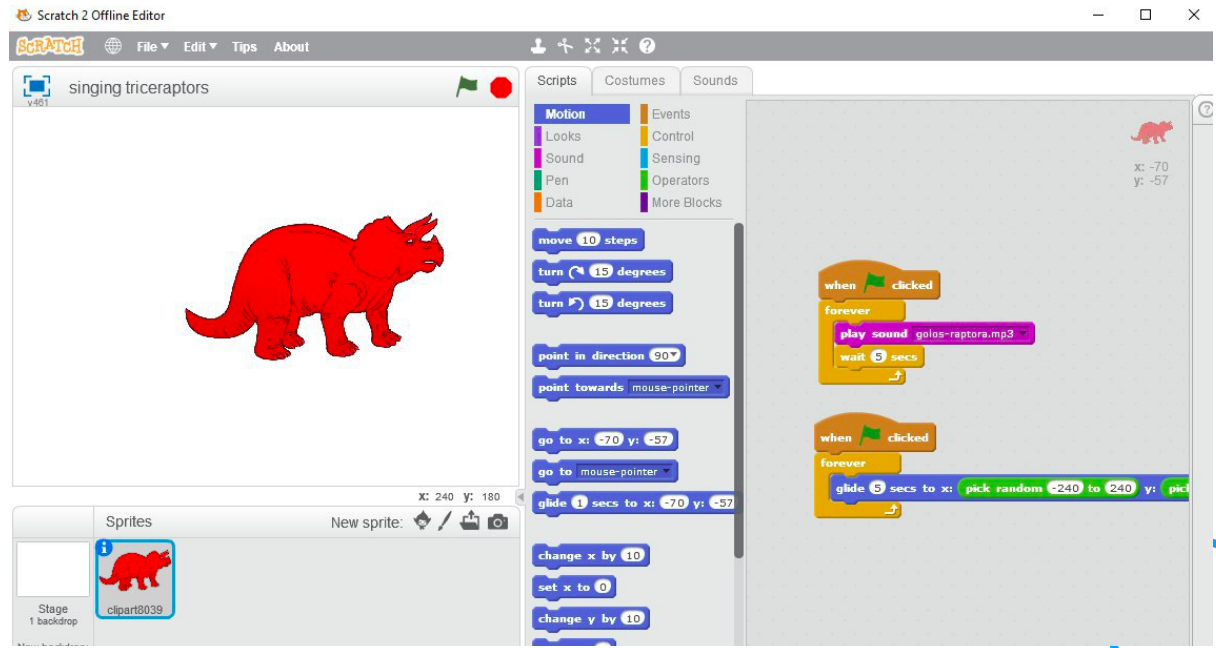 Scratch 2 Offline Editor
SCRATCH File Edit Tips About
singing triceraptors
v461
x: 240 y: 180
Sprites
New sprite:
Stage
1 backdrop
clipart8039
New backdrop:
Scripts Costumes Sounds
Motion Events
Looks Control
Sound Sensing
Pen Operators
Data More Blocks
move 10 steps
turn 15 degrees
turn 15 degrees
point in direction 90
point towards mouse-pointer
go to x: -70 y: -57
go to mouse-pointer
glide 1 secs to x: -70 y: -57
change x by 10
set x to 0
change y by 10
x: -70
y: -57
when clicked
forever
play sound golos-raptora.mp3
wait 5 secs
when clicked
forever
glide 5 secs to x: pick random -240 to 240 y: